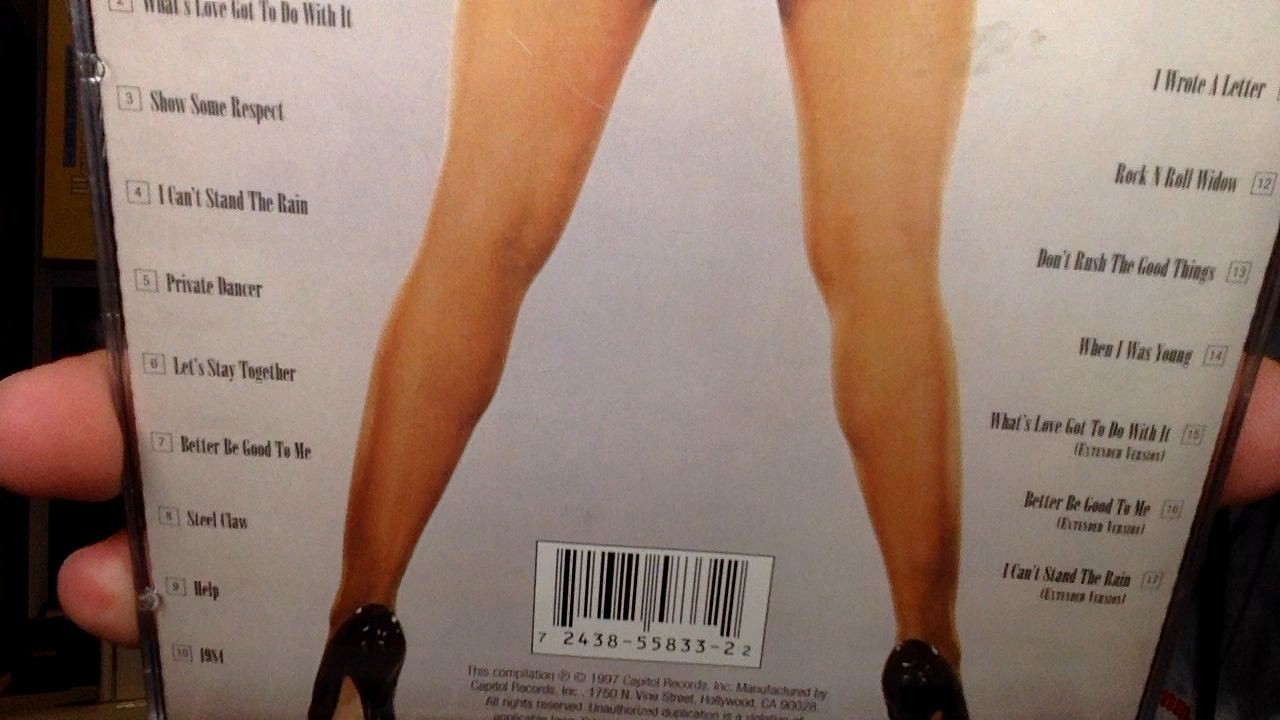 2 What's Love Got To Do With It
3 Show Some Respect
4 I Can't Stand The Rain
5 Private Dancer
6 Let's Stay Together
7 Better Be Good To Me
8 Steel Claw
9 Help
10 1984
I Wrote A Letter
Rock N Roll Widow 12
Don't Rush The Good Things 13
When I Was Young 14
What's Love Got To Do With It 15
(Extended Version)
Better Be Good To Me 16
(Extended Version)
I Can't Stand The Rain 17
(Extended Version)
7 2438-55833-2 2
This compilation ℗ © 1997 Capitol Records, Inc. Manufactured by
Capitol Records, Inc., 1750 N. Vine Street, Hollywood, CA 90028.
All rights reserved. Unauthorized duplication is a violation of